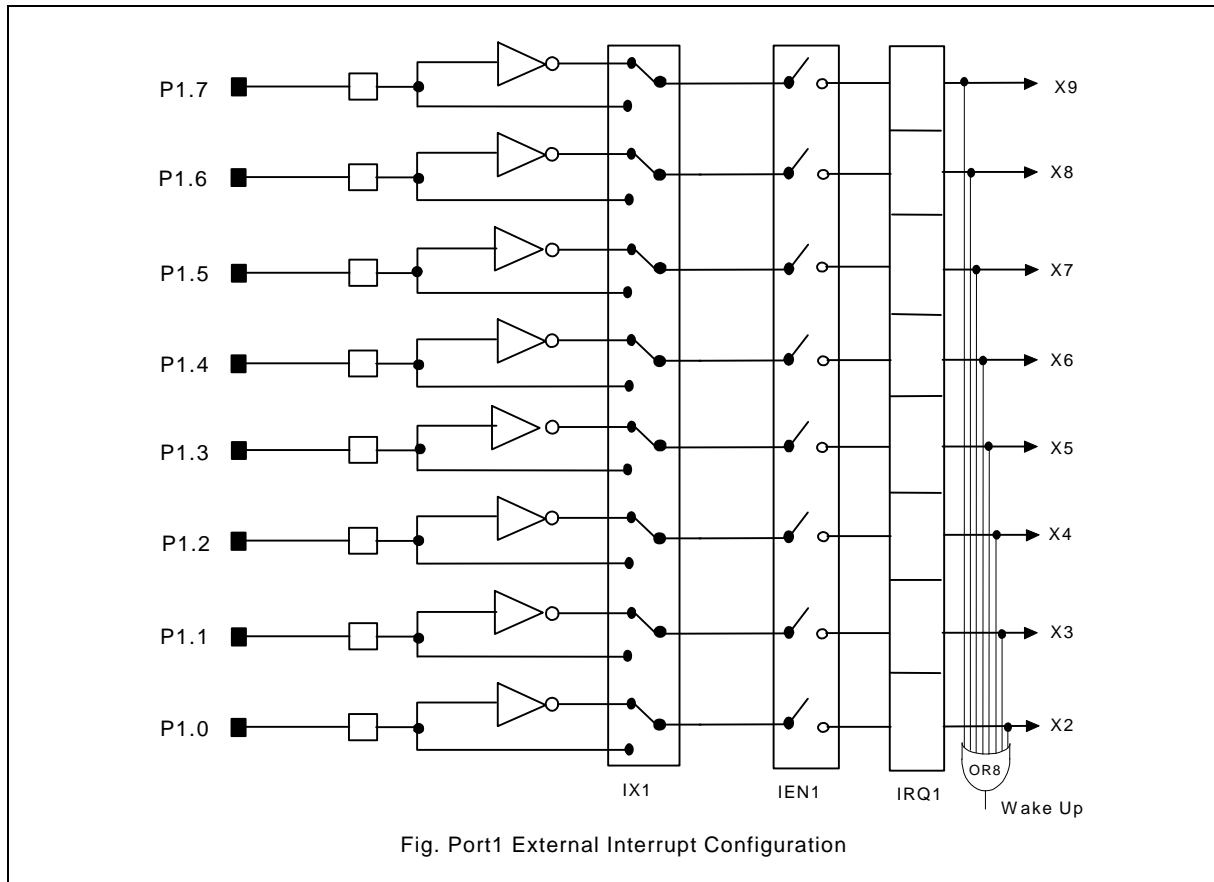 P1.7 X9
P1.6 X8
P1.5 X7
P1.4 X6
P1.3 X5
P1.2 X4
P1.1 X3
P1.0 X2
OR8
IX1 IEN1 IRQ1
Wake Up
Fig. Port1 External Interrupt Configuration